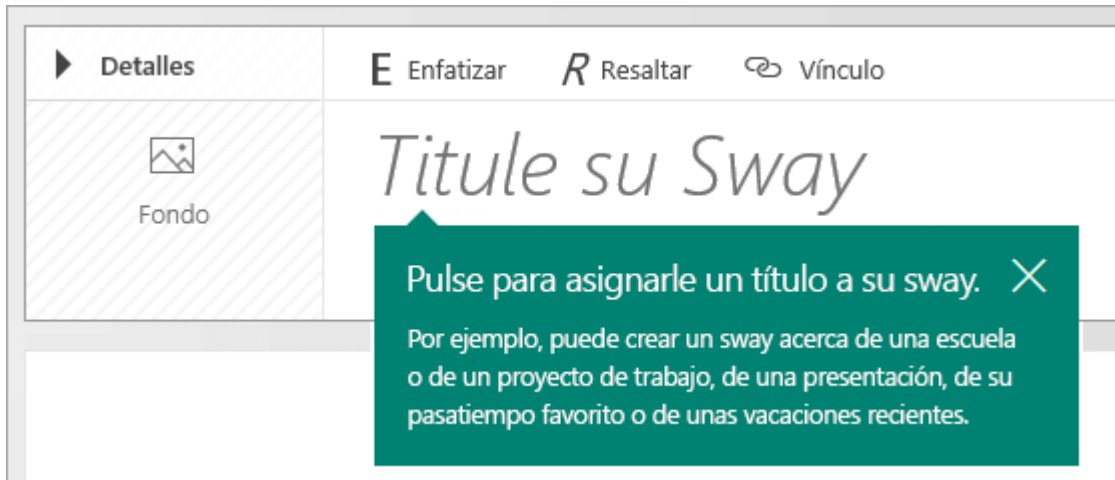 Detalles
E Enfatizar R Resaltar Vínculo
Fondo
Titule su Sway
Pulse para asignarle un título a su sway.
Por ejemplo, puede crear un sway acerca de una escuela
o de un proyecto de trabajo, de una presentación, de su
pasatiempo favorito o de unas vacaciones recientes.